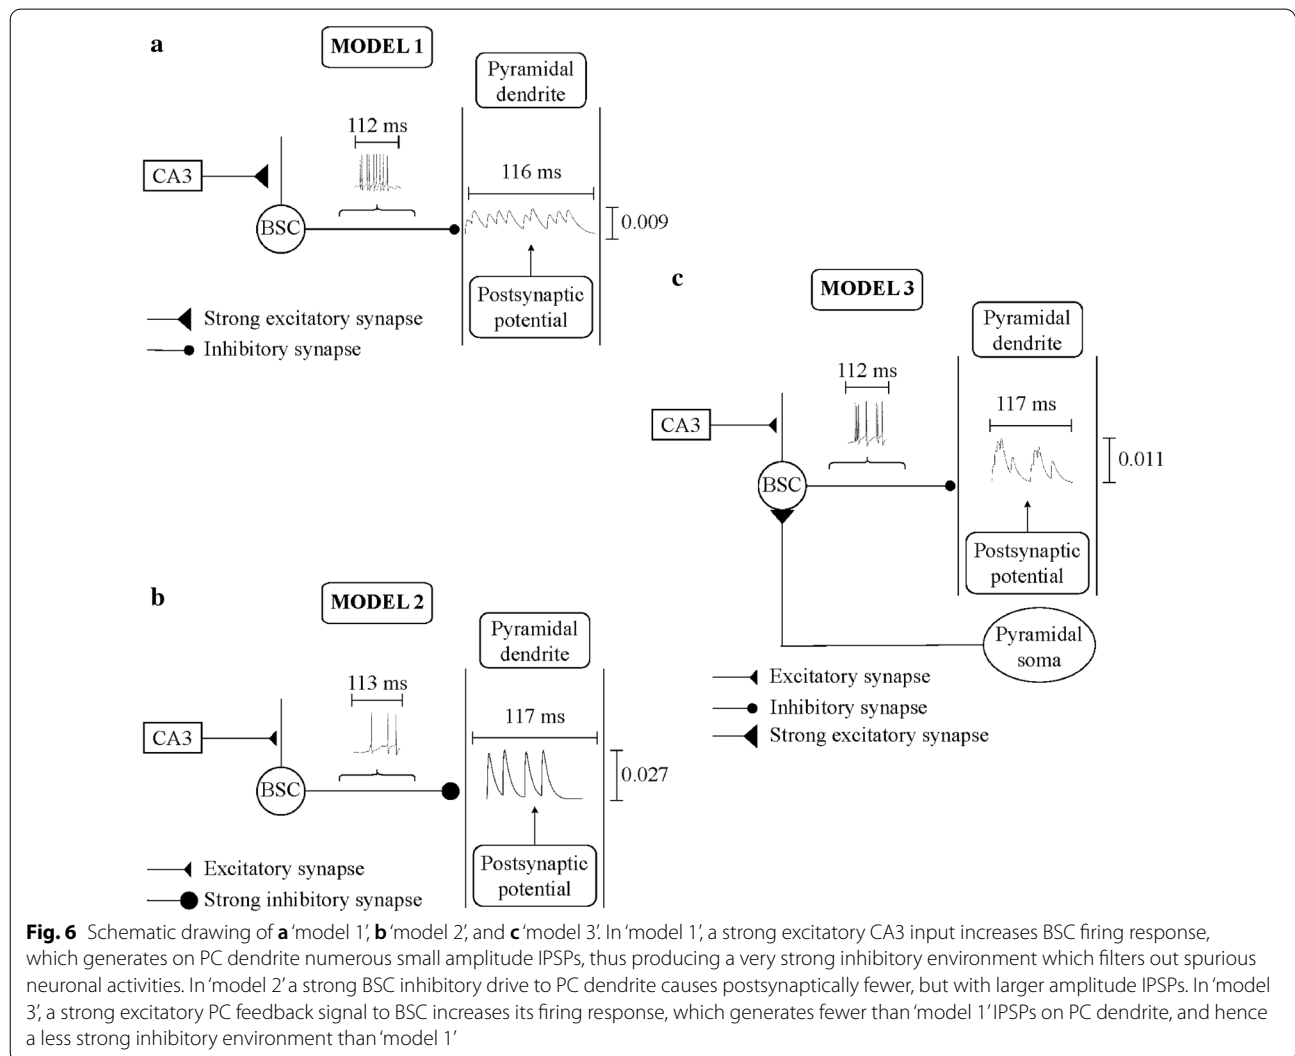 a
MODEL 1
Pyramidal
dendrite
112 ms
CA3
116 ms
BSC
0.009
Postsynaptic
potential
Strong excitatory synapse
Inhibitory synapse
b
MODEL 2
Pyramidal
dendrite
113 ms
117 ms
CA3
0.027
BSC
Postsynaptic
potential
Excitatory synapse
Strong inhibitory synapse
c
MODEL 3
Pyramidal
dendrite
112 ms
117 ms
CA3
0.011
BSC
Postsynaptic
potential
Pyramidal
soma
Excitatory synapse
Inhibitory synapse
Strong excitatory synapse
Fig. 6 Schematic drawing of a ‘model 1’, b ‘model 2’, and c ‘model 3’. In ‘model 1’, a strong excitatory CA3 input increases BSC firing response,
which generates on PC dendrite numerous small amplitude IPSPs, thus producing a very strong inhibitory environment which filters out spurious
neuronal activities. In ‘model 2’ a strong BSC inhibitory drive to PC dendrite causes postsynaptically fewer, but with larger amplitude IPSPs. In ‘model
3’, a strong excitatory PC feedback signal to BSC increases its firing response, which generates fewer than ‘model 1’ IPSPs on PC dendrite, and hence
a less strong inhibitory environment than ‘model 1’